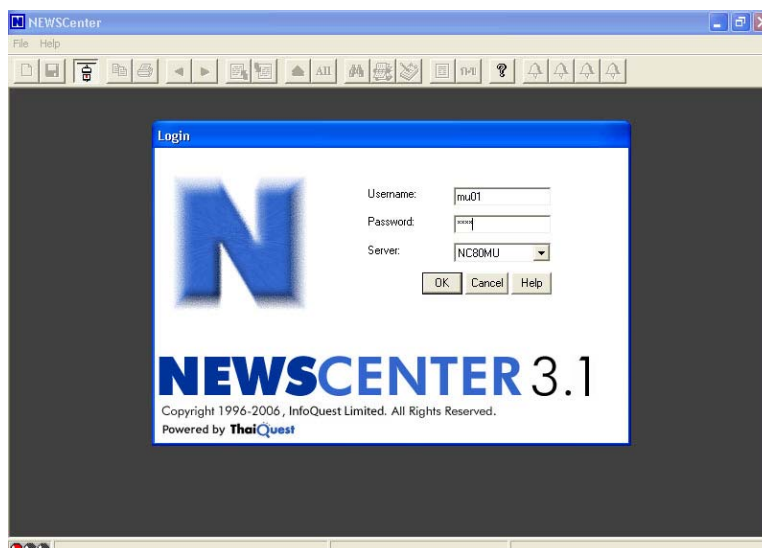 NEWSCenter
File Help
All
Login
Username: mu01
Password: ****
Server: NC80MU
OK Cancel Help
NEWSCENTER 3.1
Copyright 1996-2006, InfoQuest Limited. All Rights Reserved.
Powered by ThaiQuest